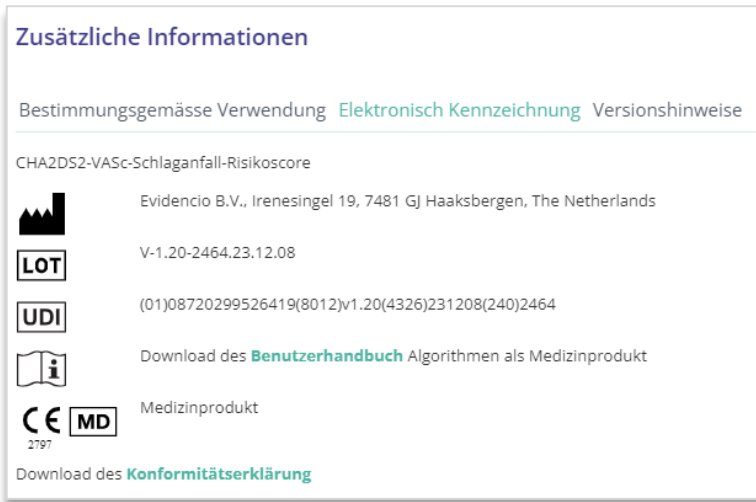 Zusätzliche Informationen
Bestimmungsgemässe Verwendung Elektronisch Kennzeichnung Versionshinweise
CHA2DS2-VASc-Schlaganfall-Risikoscore
Evidencio B.V., Irenesingel 19, 7481 GJ Haaksbergen, The Netherlands
LOT V-1.20-2464.23.12.08
UDI (01)08720299526419(8012)v1.20(4326)231208(240)2464
i Download des Benutzerhandbuch Algorithmen als Medizinprodukt
CE MD Medizinprodukt
2797
Download des Konformitätserklärung